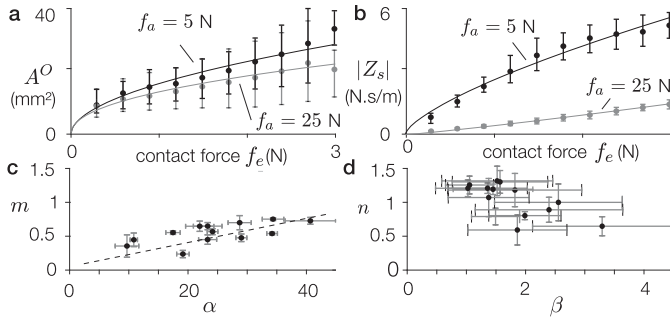 a
40
f_a = 5 N
A^O
(mm²)
f_a = 25 N
0
0
contact force f_e (N)
3
b
6
f_a = 5 N
|Z_s|
(N.s/m)
f_a = 25 N
0
0
contact force f_e (N)
c
1.5
1
m
0.5
0
0
20
40
α
d
1.5
1
n
0.5
0
0
2
4
β